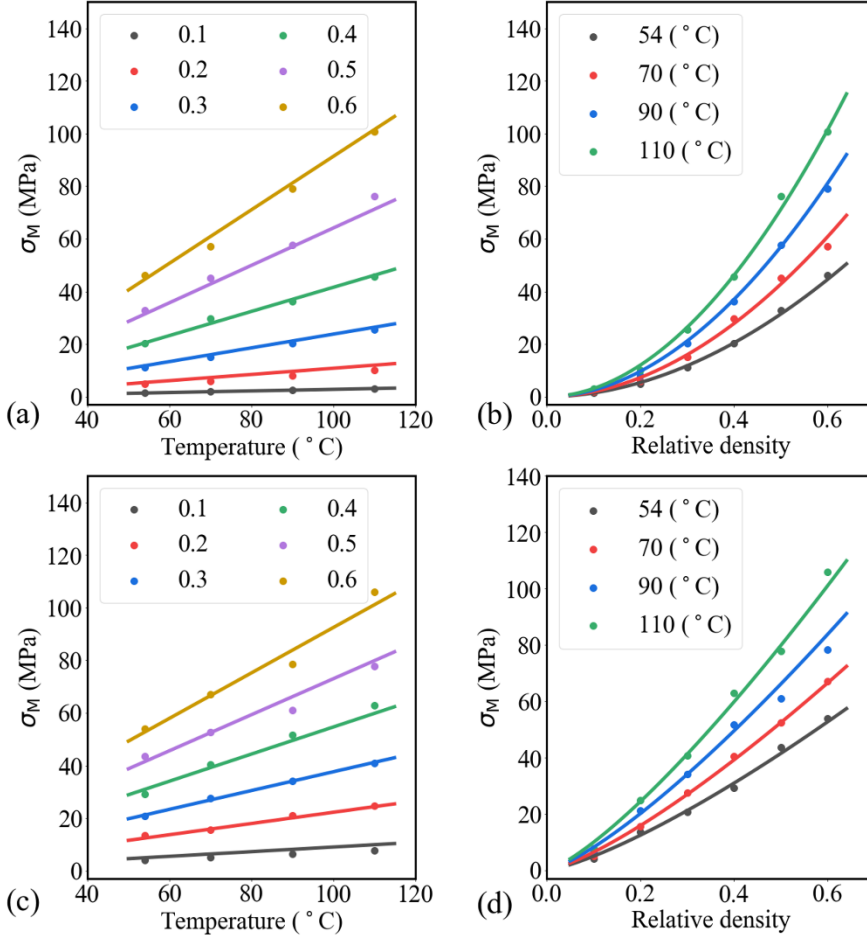 140
120
100
80
60
40
20
0
σM (MPa)
0.1 0.4
0.2 0.5
0.3 0.6
40 60 80 100 120
Temperature (°C)
(a)
140
120
100
80
60
40
20
0
σM (MPa)
54 (°C)
70 (°C)
90 (°C)
110 (°C)
0.0 0.2 0.4 0.6
Relative density
(b)
140
120
100
80
60
40
20
0
σM (MPa)
0.1 0.4
0.2 0.5
0.3 0.6
40 60 80 100 120
Temperature (°C)
(c)
140
120
100
80
60
40
20
0
σM (MPa)
54 (°C)
70 (°C)
90 (°C)
110 (°C)
0.0 0.2 0.4 0.6
Relative density
(d)